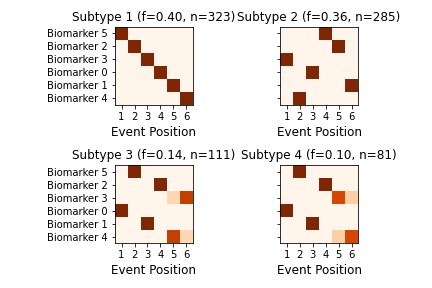 Subtype 1 (f=0.40, n=323)
Subtype 2 (f=0.36, n=285)
Biomarker 5
Biomarker 2
Biomarker 3
Biomarker 0
Biomarker 1
Biomarker 4
1 2 3 4 5 6
1 2 3 4 5 6
Event Position
Event Position
Subtype 3 (f=0.14, n=111)
Subtype 4 (f=0.10, n=81)
Biomarker 5
Biomarker 2
Biomarker 3
Biomarker 0
Biomarker 1
Biomarker 4
1 2 3 4 5 6
1 2 3 4 5 6
Event Position
Event Position